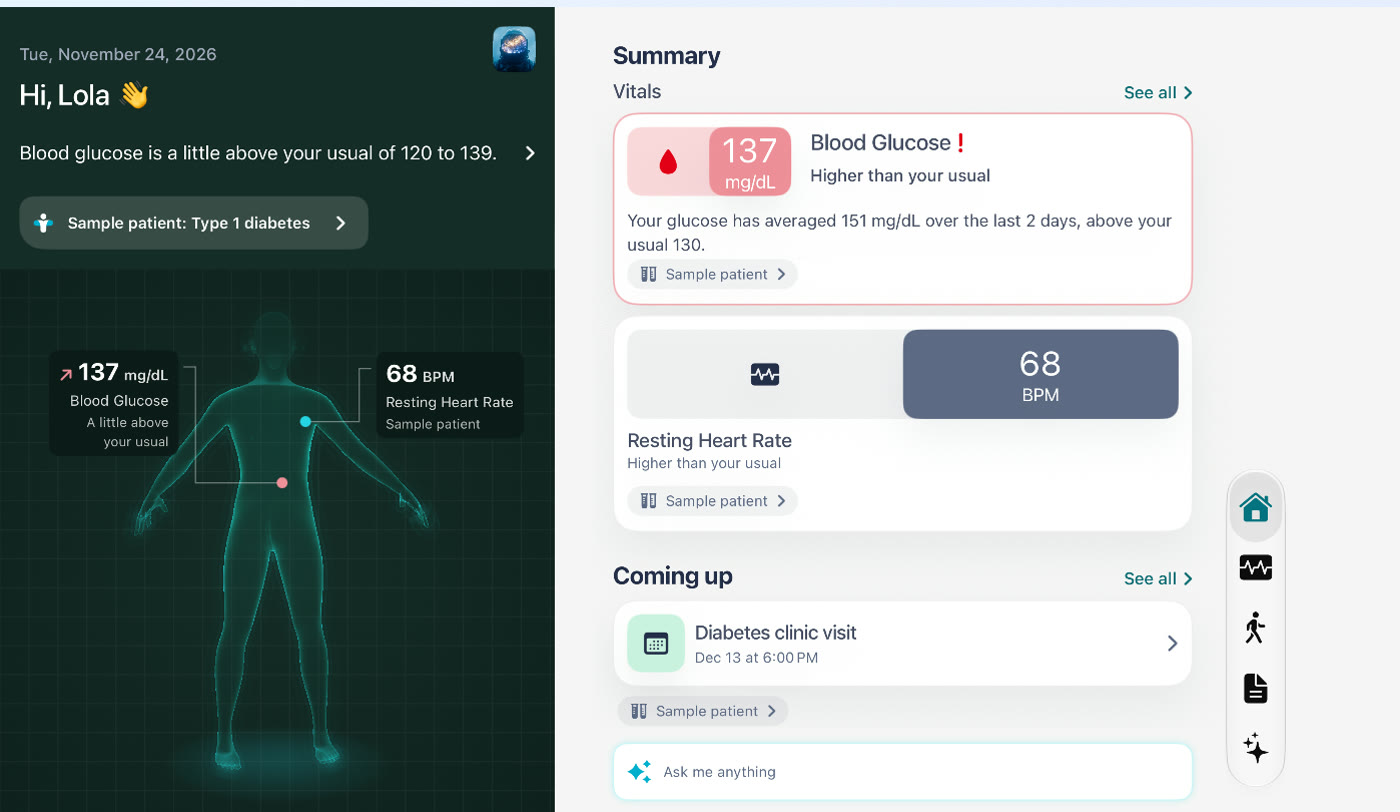 Tue, November 24, 2026
Hi, Lola 👋
Blood glucose is a little above your usual of 120 to 139.
Sample patient: Type 1 diabetes
137 mg/dL
Blood Glucose
A little above
your usual
68 BPM
Resting Heart Rate
Sample patient
Summary
Vitals
See all
137
mg/dL
Blood Glucose❗
Higher than your usual
Your glucose has averaged 151 mg/dL over the last 2 days, above your
usual 130.
Sample patient
68
BPM
Resting Heart Rate
Higher than your usual
Sample patient
Coming up
See all
Diabetes clinic visit
Dec 13 at 6:00 PM
Sample patient
Ask me anything